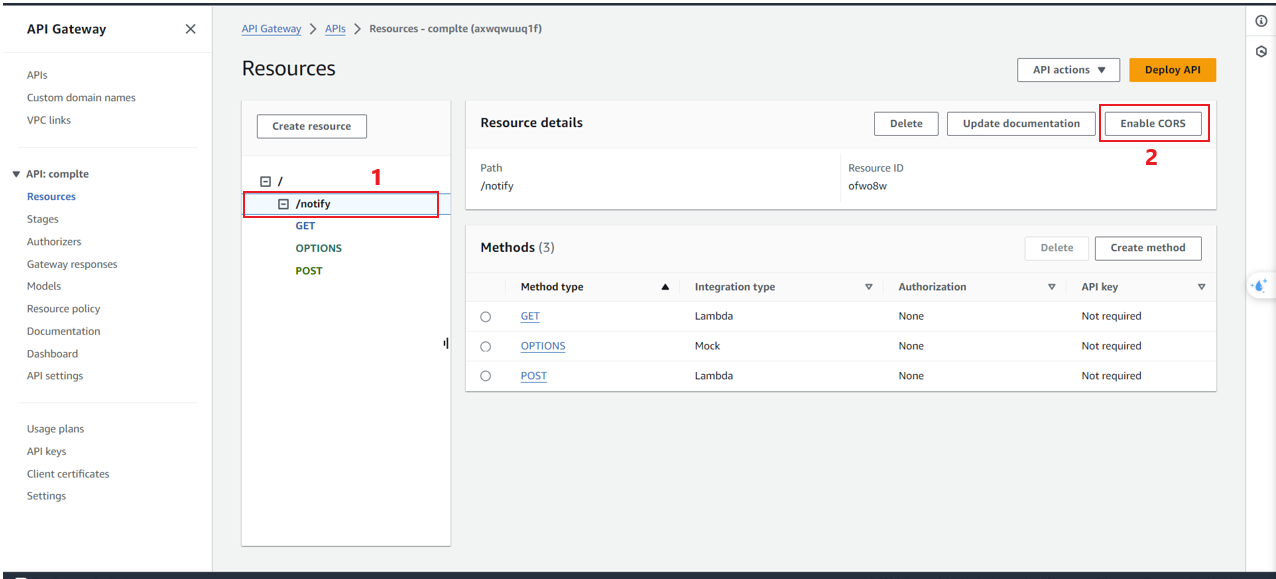 API Gateway
APIs
Custom domain names
VPC links
API: complte
Resources
Stages
Authorizers
Gateway responses
Models
Resource policy
Documentation
Dashboard
API settings
Usage plans
API keys
Client certificates
Settings
API Gateway > APIs > Resources - complte (axwqwuuq1f)
Resources
API actions ▼ Deploy API
Create resource
/
1
/notify
GET
OPTIONS
POST
Resource details
Delete Update documentation Enable CORS
2
Path Resource ID
/notify ofwo8w
Methods (3) Delete Create method
Method type Integration type Authorization API key
GET Lambda None Not required
OPTIONS Mock None Not required
POST Lambda None Not required